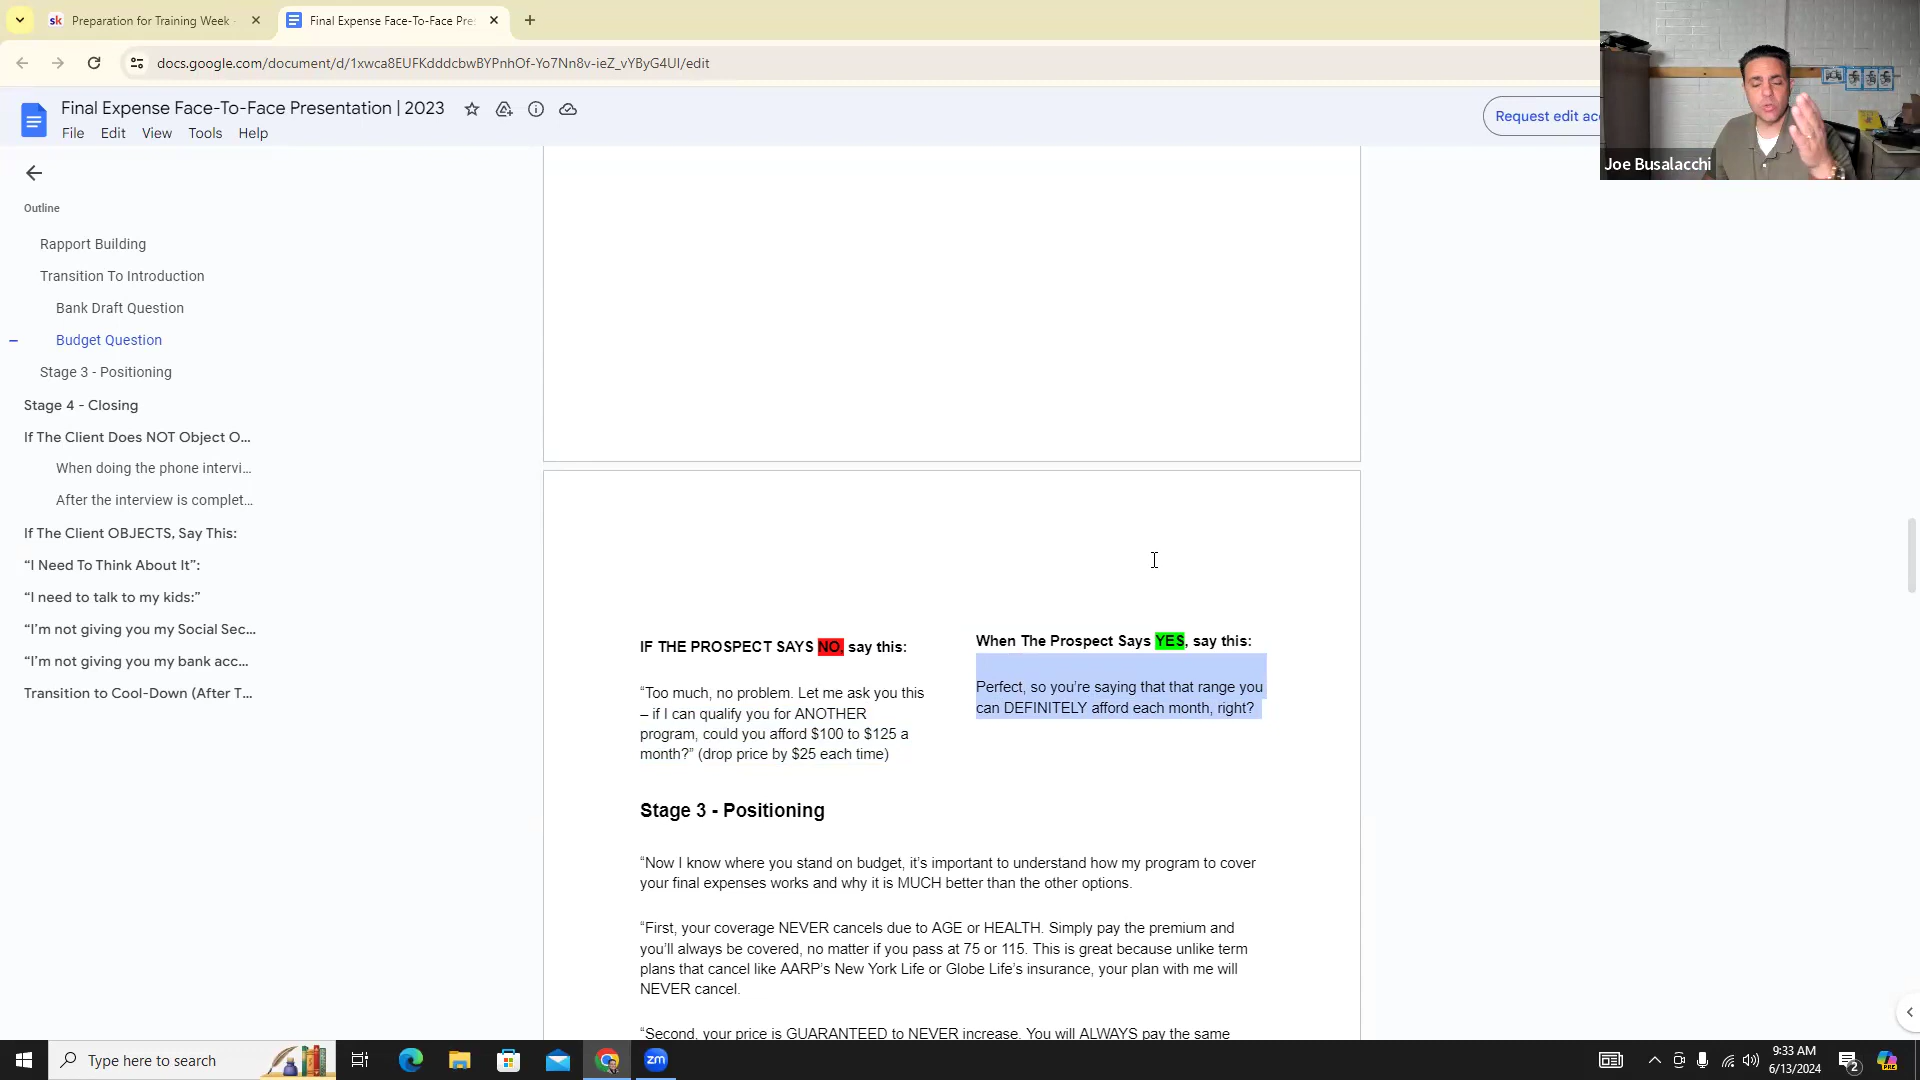 sk Preparation for Training Week
Final Expense Face-To-Face Pre
docs.google.com/document/d/1xwca8EUFKdddcbwBYPnhOf-Yo7Nn8v-ieZ_vYByG4UI/edit
Final Expense Face-To-Face Presentation | 2023
File Edit View Tools Help
Request edit acc
Joe Busalacchi
Outline
Rapport Building
Transition To Introduction
Bank Draft Question
Budget Question
Stage 3 - Positioning
Stage 4 - Closing
If The Client Does NOT Object O...
When doing the phone intervi...
After the interview is complet...
If The Client OBJECTS, Say This:
“I Need To Think About It”:
“I need to talk to my kids:”
“I’m not giving you my Social Sec...
“I’m not giving you my bank acc...
Transition to Cool-Down (After T...
IF THE PROSPECT SAYS NO, say this:
“Too much, no problem. Let me ask you this
– if I can qualify you for ANOTHER
program, could you afford $100 to $125 a
month?” (drop price by $25 each time)
When The Prospect Says YES, say this:
Perfect, so you’re saying that that range you
can DEFINITELY afford each month, right?
Stage 3 - Positioning
“Now I know where you stand on budget, it’s important to understand how my program to cover
your final expenses works and why it is MUCH better than the other options.
“First, your coverage NEVER cancels due to AGE or HEALTH. Simply pay the premium and
you’ll always be covered, no matter if you pass at 75 or 115. This is great because unlike term
plans that cancel like AARP’s New York Life or Globe Life’s insurance, your plan with me will
NEVER cancel.
“Second, your price is GUARANTEED to NEVER increase. You will ALWAYS pay the same
Type here to search
zm
9:33 AM
6/13/2024
2
PRE